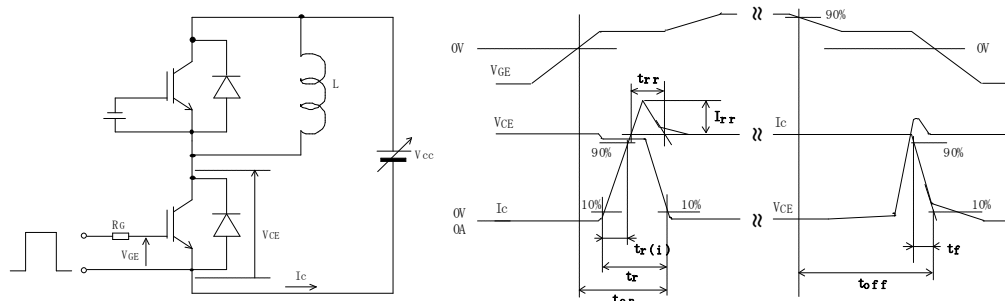 L
Vcc
RG
VGE
VCE
Ic
0V
VGE
trr
Irr
VCE
90%
Ic
10%
10%
0V
0A
tr(i)
tr
ton
90%
0V
Ic
90%
10%
VCE
tf
toff